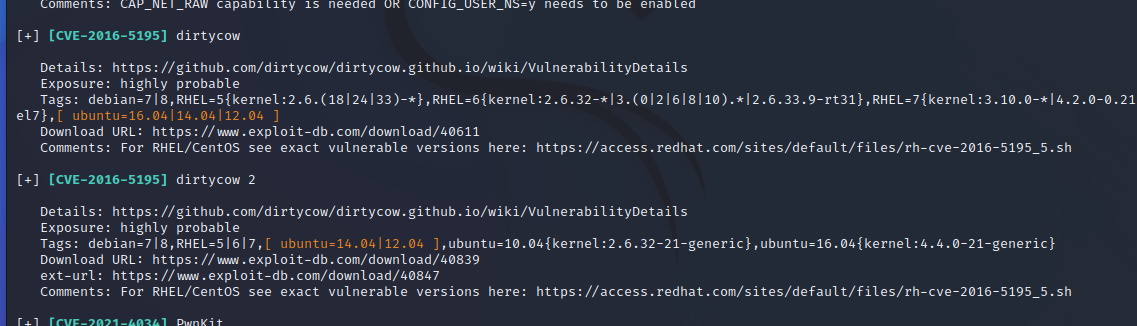 Comments: CAP_NET_RAW capability is needed OR CONFIG_USER_NS=y needs to be enabled
[+] [CVE-2016-5195] dirtycow
Details: https://github.com/dirtycow/dirtycow.github.io/wiki/VulnerabilityDetails
Exposure: highly probable
Tags: debian=7|8,RHEL=5{kernel:2.6.(18|24|33)-*},RHEL=6{kernel:2.6.32-*|3.(0|2|6|8|10).*|2.6.33.9-rt31},RHEL=7{kernel:3.10.0-*|4.2.0-0.21
el7},[ ubuntu=16.04|14.04|12.04 ]
Download URL: https://www.exploit-db.com/download/40611
Comments: For RHEL/CentOS see exact vulnerable versions here: https://access.redhat.com/sites/default/files/rh-cve-2016-5195_5.sh
[+] [CVE-2016-5195] dirtycow 2
Details: https://github.com/dirtycow/dirtycow.github.io/wiki/VulnerabilityDetails
Exposure: highly probable
Tags: debian=7|8,RHEL=5|6|7,[ ubuntu=14.04|12.04 ],ubuntu=10.04{kernel:2.6.32-21-generic},ubuntu=16.04{kernel:4.4.0-21-generic}
Download URL: https://www.exploit-db.com/download/40839
ext-url: https://www.exploit-db.com/download/40847
Comments: For RHEL/CentOS see exact vulnerable versions here: https://access.redhat.com/sites/default/files/rh-cve-2016-5195_5.sh
[+] [CVE-2021-4034] PwnKit